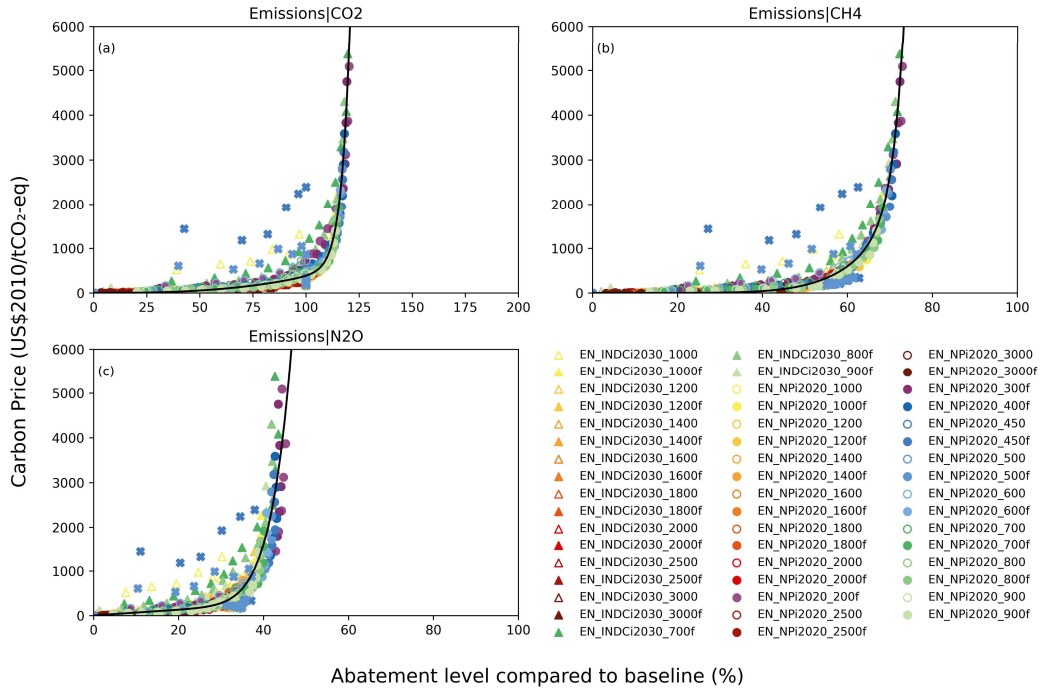 Emissions|CO2
Emissions|CH4
(a)
(b)
6000
5000
4000
3000
2000
1000
0
0 25 50 75 100 125 150 175 200
6000
5000
4000
3000
2000
1000
0
0 20 40 60 80 100
Emissions|N2O
(c)
6000
5000
4000
3000
2000
1000
0
0 20 40 60 80 100
Carbon Price (US$2010/tCO₂-eq)
Abatement level compared to baseline (%)
EN_INDCi2030_1000
EN_INDCi2030_1000f
EN_INDCi2030_1200
EN_INDCi2030_1200f
EN_INDCi2030_1400
EN_INDCi2030_1400f
EN_INDCi2030_1600
EN_INDCi2030_1600f
EN_INDCi2030_1800
EN_INDCi2030_1800f
EN_INDCi2030_2000
EN_INDCi2030_2000f
EN_INDCi2030_2500
EN_INDCi2030_2500f
EN_INDCi2030_3000
EN_INDCi2030_3000f
EN_INDCi2030_700f
EN_INDCi2030_800f
EN_INDCi2030_900f
EN_NPi2020_1000
EN_NPi2020_1000f
EN_NPi2020_1200
EN_NPi2020_1200f
EN_NPi2020_1400
EN_NPi2020_1400f
EN_NPi2020_1600
EN_NPi2020_1600f
EN_NPi2020_1800
EN_NPi2020_1800f
EN_NPi2020_2000
EN_NPi2020_2000f
EN_NPi2020_200f
EN_NPi2020_2500
EN_NPi2020_2500f
EN_NPi2020_3000
EN_NPi2020_3000f
EN_NPi2020_300f
EN_NPi2020_400f
EN_NPi2020_450
EN_NPi2020_450f
EN_NPi2020_500
EN_NPi2020_500f
EN_NPi2020_600
EN_NPi2020_600f
EN_NPi2020_700
EN_NPi2020_700f
EN_NPi2020_800
EN_NPi2020_800f
EN_NPi2020_900
EN_NPi2020_900f